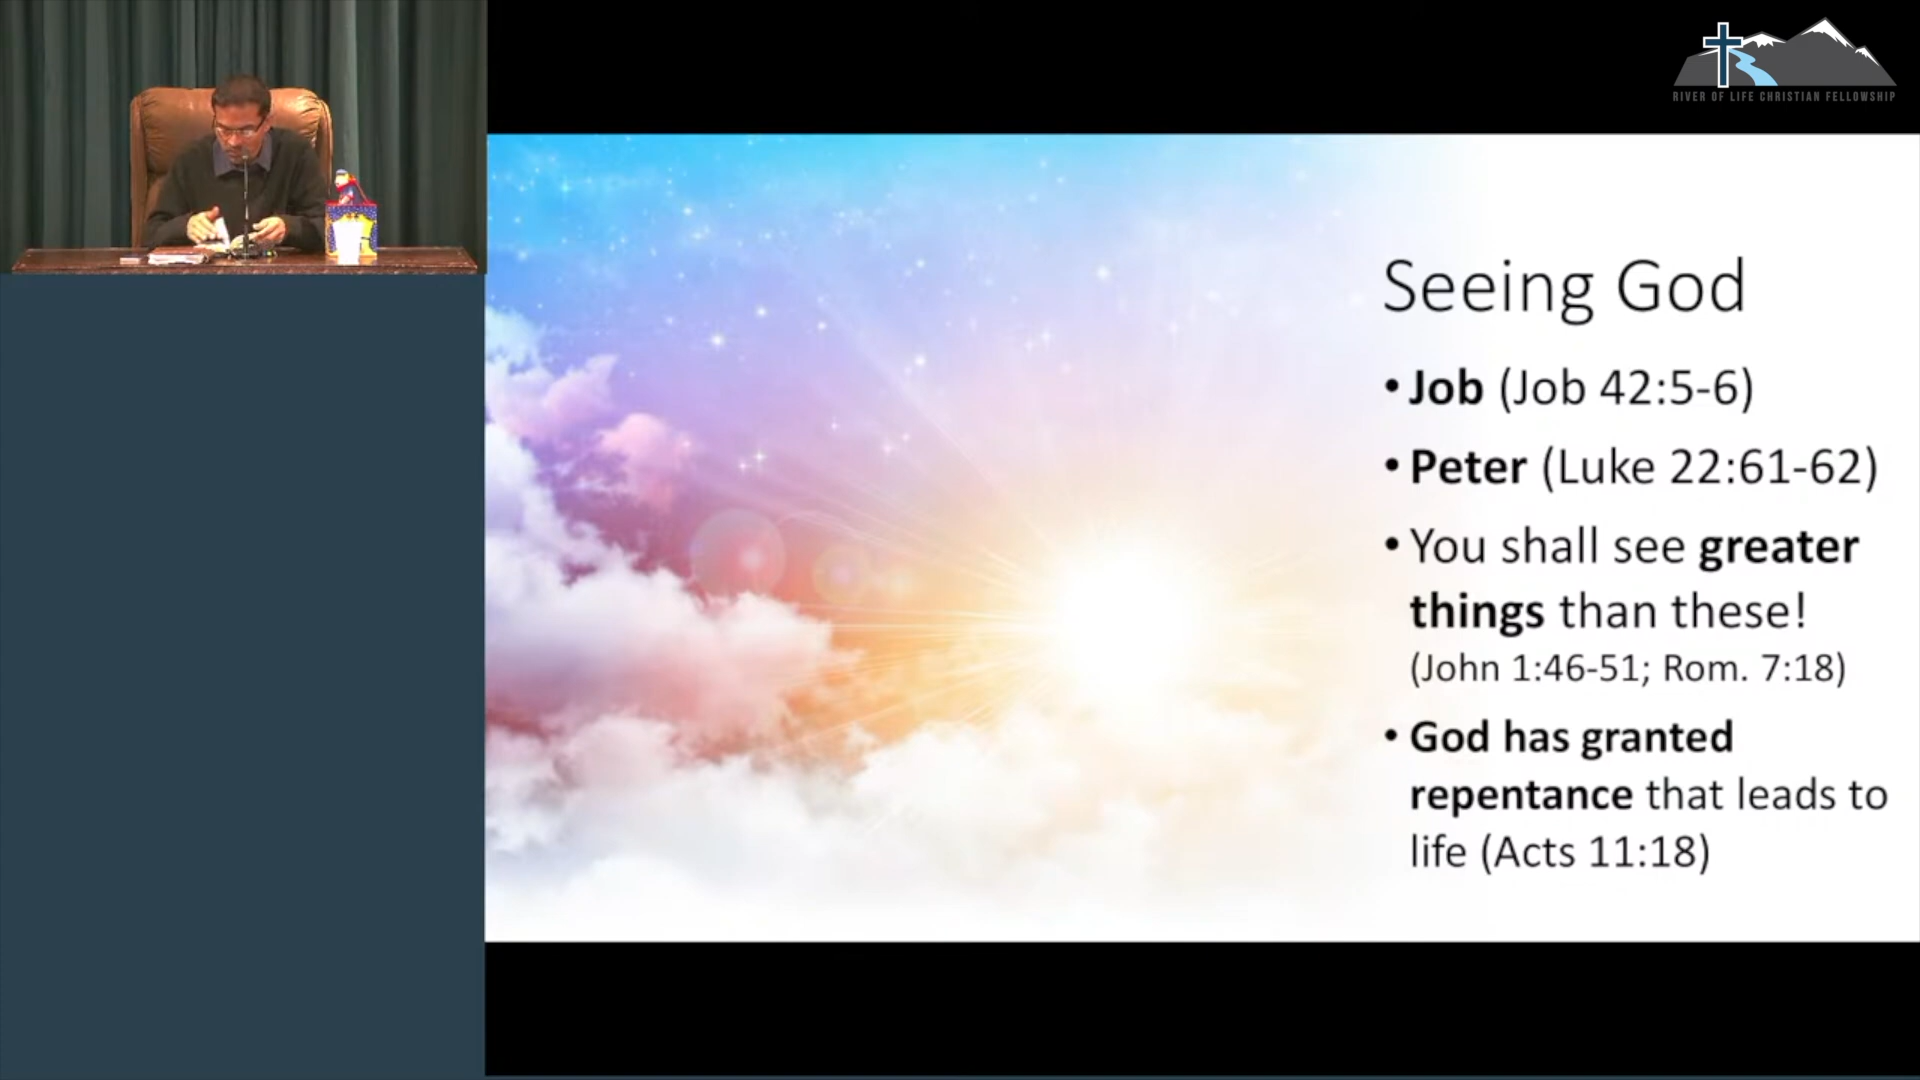 RIVER OF LIFE CHRISTIAN FELLOWSHIP
Seeing God
• Job (Job 42:5-6)
• Peter (Luke 22:61-62)
• You shall see greater
things than these!
(John 1:46-51; Rom. 7:18)
• God has granted
repentance that leads to
life (Acts 11:18)